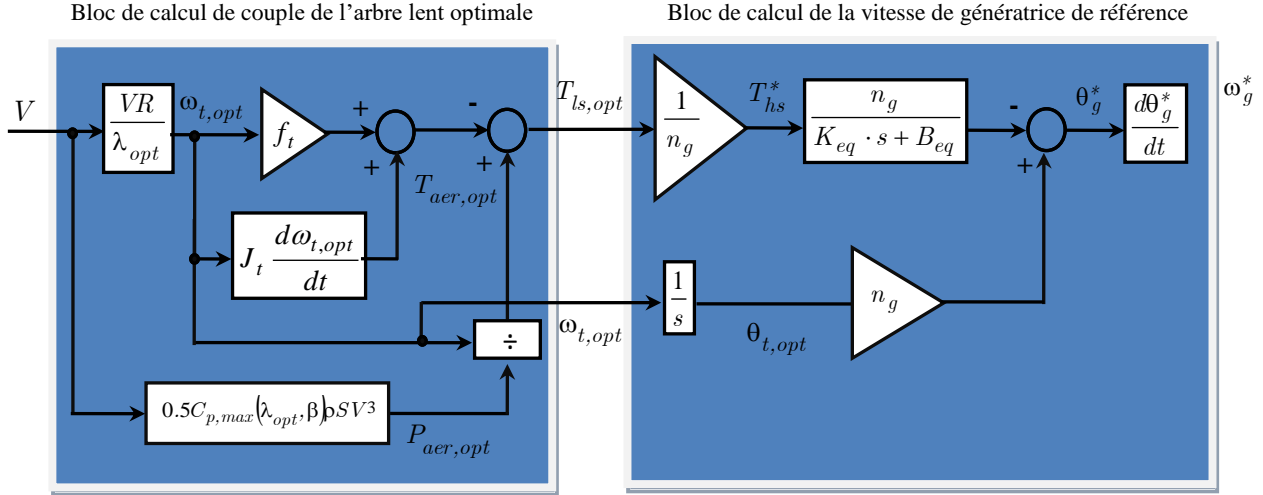 Bloc de calcul de couple de l’arbre lent optimale
Bloc de calcul de la vitesse de génératrice de référence
V
VR
λopt
ωt,opt
ft
+
+
Taer,opt
-
+
Tls,opt
Jt dωt,opt
dt
÷
ωt,opt
0.5Cp,max(λopt,β)ρSV³
Paer,opt
1
ng
T*hs
ng
Keq · s + Beq
-
+
θ*g
dθ*g
dt
ω*g
1
s
θt,opt
ng